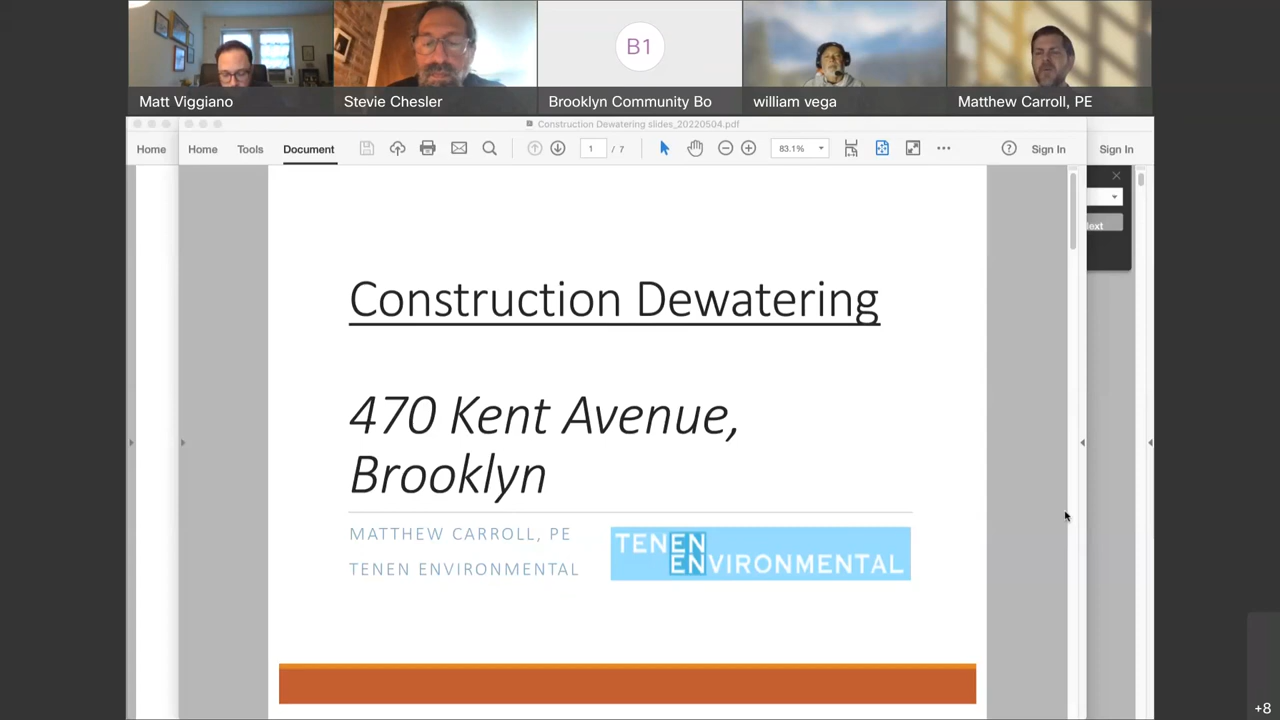 B1
Matt Viggiano
Stevie Chesler
Brooklyn Community Bo
william vega
Matthew Carroll, PE
Construction Dewatering slides_20220504.pdf
Home
Home
Tools
Document
1
/ 7
83.1%
Sign In
Sign In
ext
Construction Dewatering
470 Kent Avenue,
Brooklyn
MATTHEW CARROLL, PE
TENEN ENVIRONMENTAL
TENEN
ENVIRONMENTAL
+8